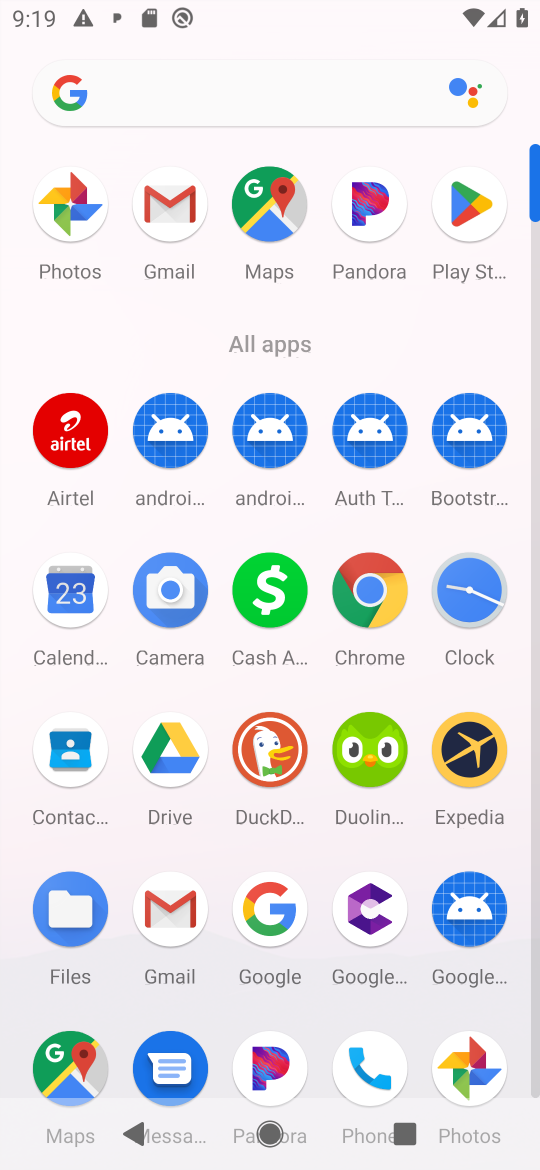 9:19
Photos Gmail Maps Pandora Play St...
All apps
airtel
Airtel androi... androi... Auth T... Bootstr...
23
Calend... Camera Cash A... Chrome Clock
Contac... Drive DuckD... Duolin... Expedia
Files Gmail Google Google... Google...
Maps Messa... Pandora Phone Photos